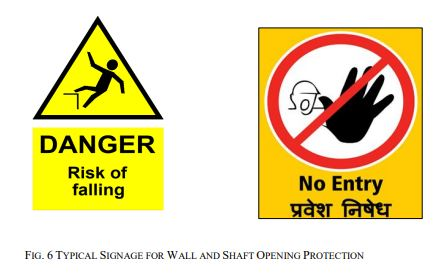 DANGER
Risk of
falling
No Entry
प्रवेश निषेध
FIG. 6 TYPICAL SIGNAGE FOR WALL AND SHAFT OPENING PROTECTION